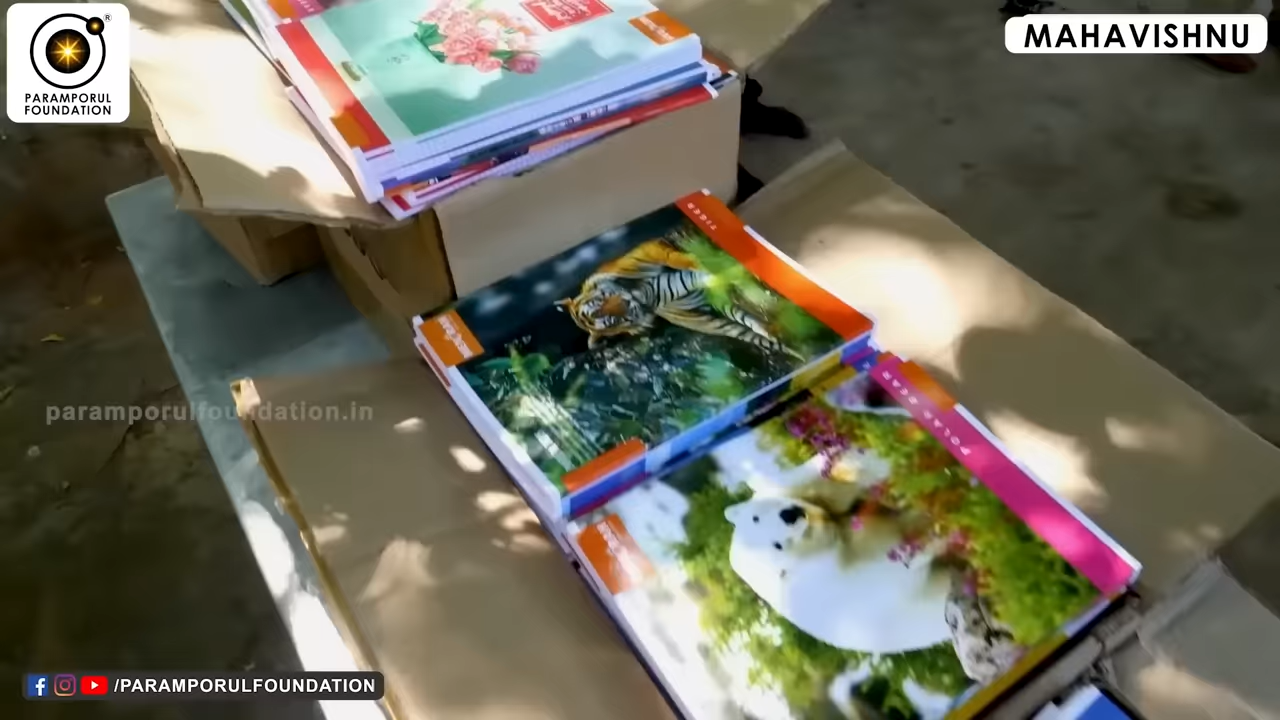 PARAMPORUL
FOUNDATION
®
MAHAVISHNU
TIGER
POLAR BEAR
paramporulfoundation.in
/PARAMPORULFOUNDATION